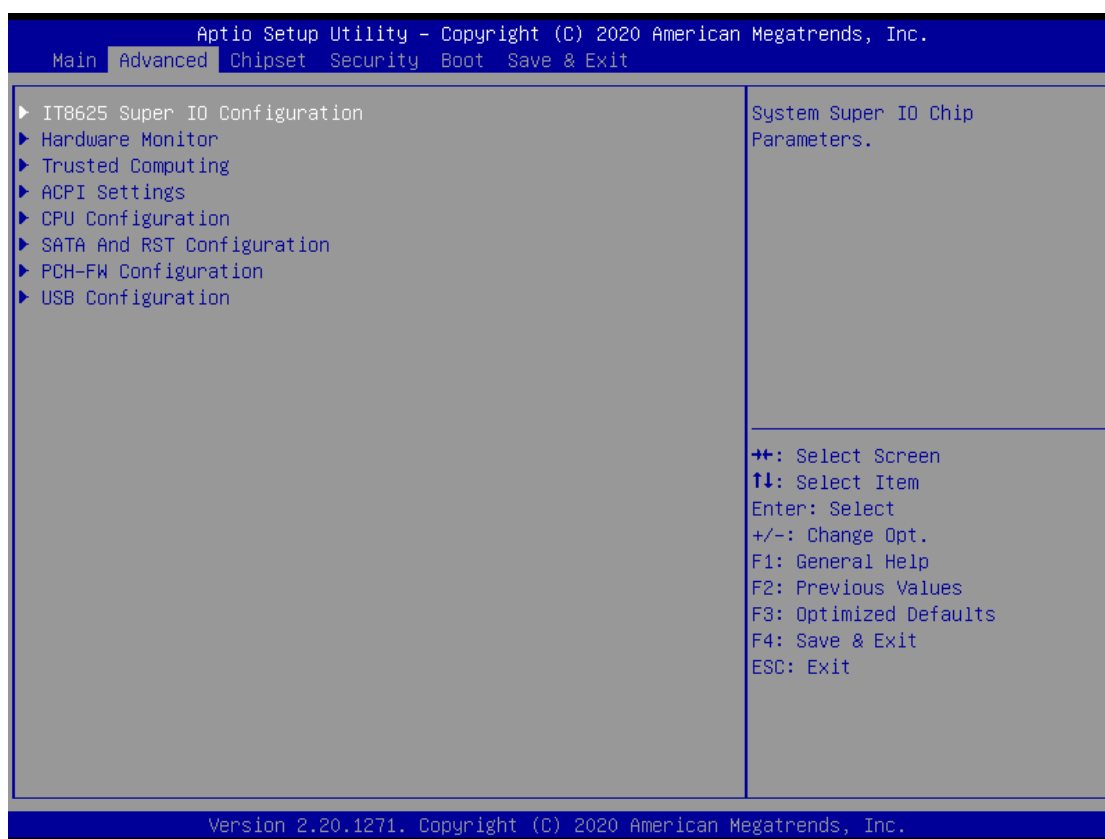 Aptio Setup Utility – Copyright (C) 2020 American Megatrends, Inc.
Main Advanced Chipset Security Boot Save & Exit
▶ IT8625 Super IO Configuration
▶ Hardware Monitor
▶ Trusted Computing
▶ ACPI Settings
▶ CPU Configuration
▶ SATA And RST Configuration
▶ PCH-FW Configuration
▶ USB Configuration
System Super IO Chip
Parameters.
→←: Select Screen
↑↓: Select Item
Enter: Select
+/-: Change Opt.
F1: General Help
F2: Previous Values
F3: Optimized Defaults
F4: Save & Exit
ESC: Exit
Version 2.20.1271. Copyright (C) 2020 American Megatrends, Inc.